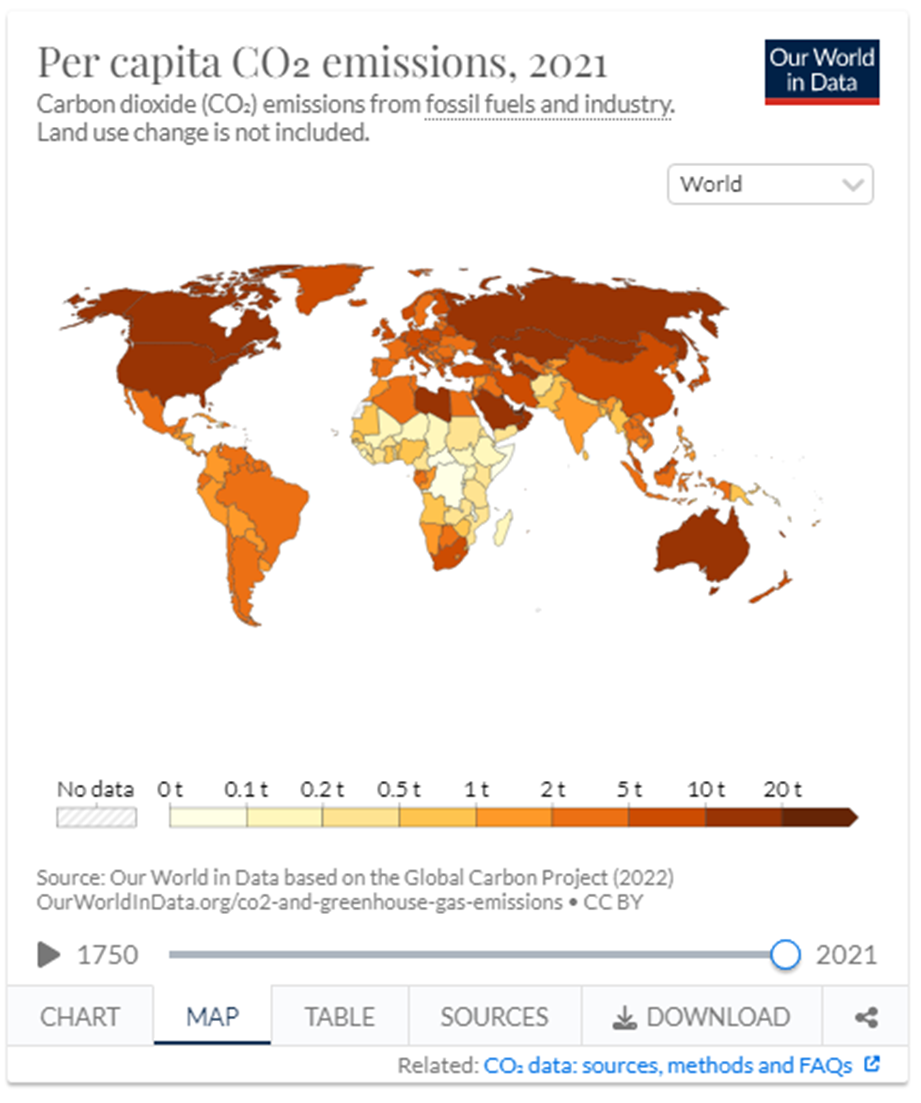 Per capita CO₂ emissions, 2021
Our World
in Data
Carbon dioxide (CO₂) emissions from fossil fuels and industry.
Land use change is not included.
World
No data 0 t 0.1 t 0.2 t 0.5 t 1 t 2 t 5 t 10 t 20 t
Source: Our World in Data based on the Global Carbon Project (2022)
OurWorldInData.org/co2-and-greenhouse-gas-emissions • CC BY
1750 2021
CHART MAP TABLE SOURCES DOWNLOAD
Related: CO₂ data: sources, methods and FAQs